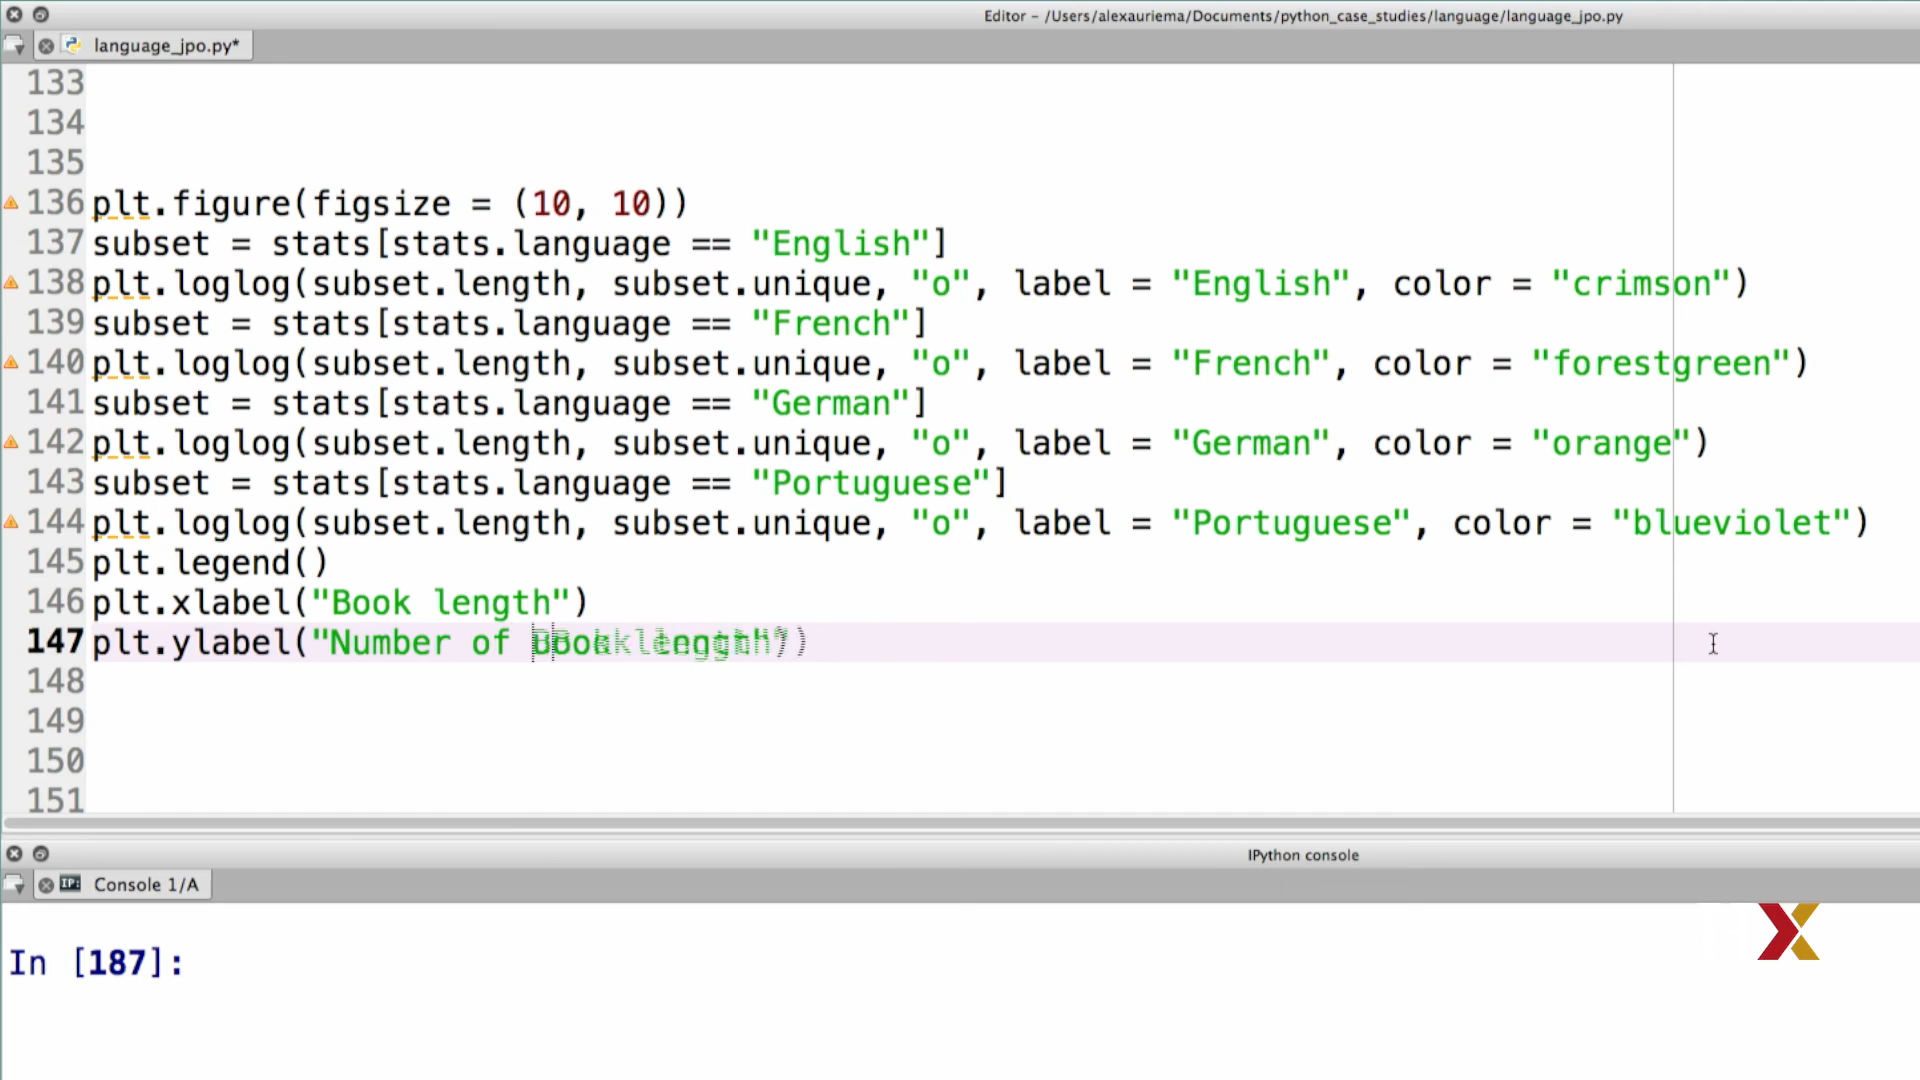 Editor – /Users/alexauriema/Documents/python_case_studies/language/language_jpo.py
language_jpo.py*
133
134
135
136 plt.figure(figsize = (10, 10))
137 subset = stats[stats.language == "English"]
138 plt.loglog(subset.length, subset.unique, "o", label = "English", color = "crimson")
139 subset = stats[stats.language == "French"]
140 plt.loglog(subset.length, subset.unique, "o", label = "French", color = "forestgreen")
141 subset = stats[stats.language == "German"]
142 plt.loglog(subset.length, subset.unique, "o", label = "German", color = "orange")
143 subset = stats[stats.language == "Portuguese"]
144 plt.loglog(subset.length, subset.unique, "o", label = "Portuguese", color = "blueviolet")
145 plt.legend()
146 plt.xlabel("Book length")
147 plt.ylabel("Number of
148
149
150
151
IPython console
IP:
Console 1/A
In [187]: